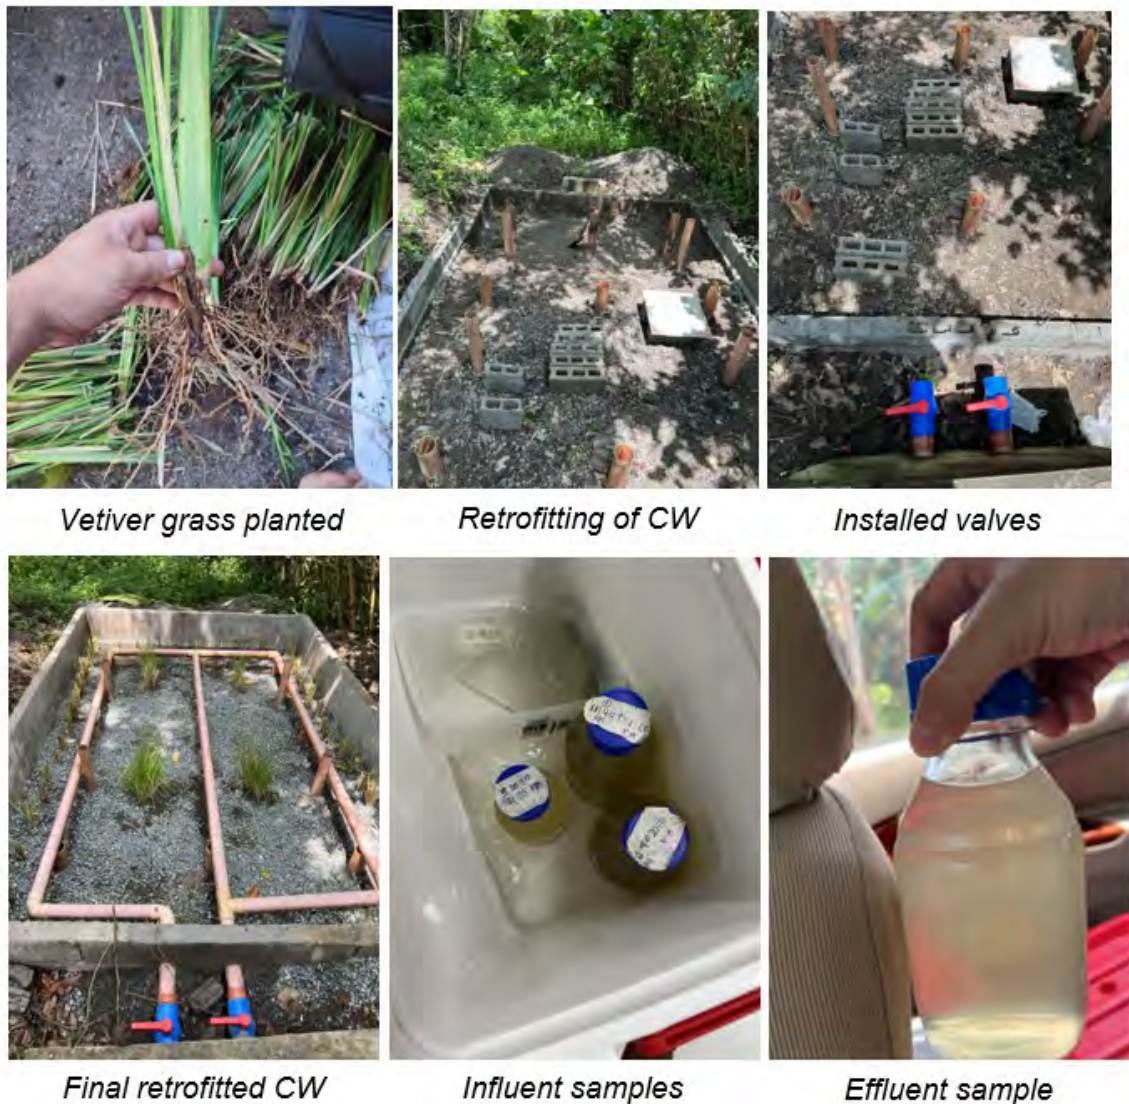 Vetiver grass planted
Retrofitting of CW
Installed valves
Final retrofitted CW
Influent samples
Effluent sample